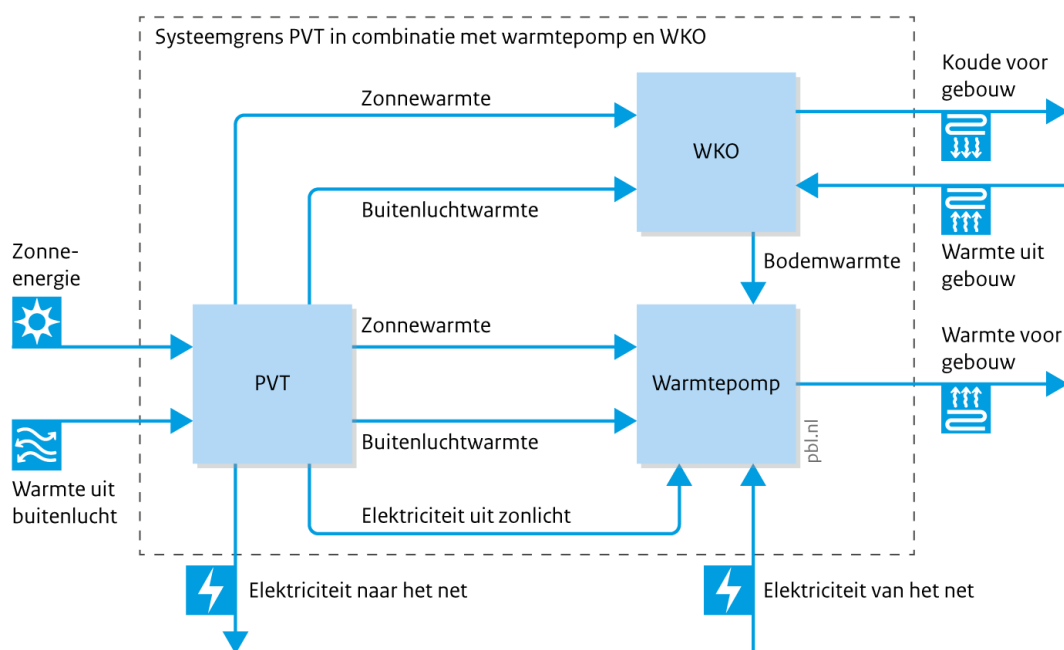 Systeemgrens PVT in combinatie met warmtepomp en WKO
Koude voor
gebouw
Zonnewarmte
WKO
Buitenluchtwarmte
Zonne-
energie
Bodemwarmte
Warmte uit
gebouw
Zonnewarmte
Warmte voor
gebouw
PVT
Warmtepomp
Buitenluchtwarmte
pbl.nl
Warmte uit
buitenlucht
Elektriciteit uit zonlicht
Elektriciteit naar het net
Elektriciteit van het net